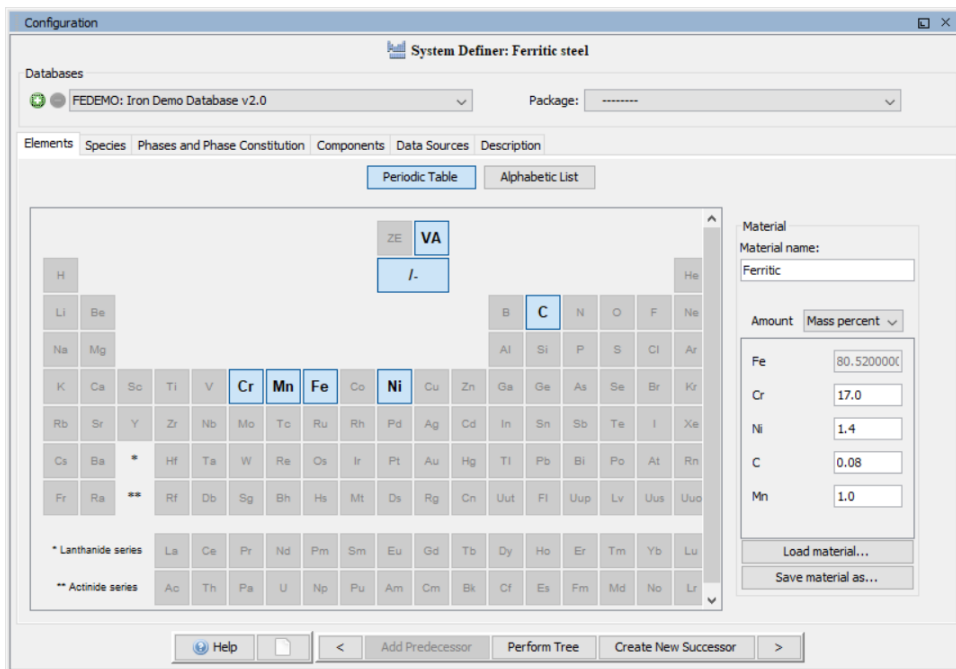 Configuration
System Definer: Ferritic steel
Databases
FEDEMO: Iron Demo Database v2.0 Package: --------
Elements Species Phases and Phase Constitution Components Data Sources Description
Periodic Table Alphabetic List
ZE VA
H /- He
Li Be B C N O F Ne
Na Mg Al Si P S Cl Ar
K Ca Sc Ti V Cr Mn Fe Co Ni Cu Zn Ga Ge As Se Br Kr
Rb Sr Y Zr Nb Mo Tc Ru Rh Pd Ag Cd In Sn Sb Te I Xe
Cs Ba * Hf Ta W Re Os Ir Pt Au Hg Tl Pb Bi Po At Rn
Fr Ra ** Rf Db Sg Bh Hs Mt Ds Rg Cn Uut Fl Uup Lv Uus Uuo
* Lanthanide series La Ce Pr Nd Pm Sm Eu Gd Tb Dy Ho Er Tm Yb Lu
** Actinide series Ac Th Pa U Np Pu Am Cm Bk Cf Es Fm Md No Lr
Material
Material name:
Ferritic
Amount Mass percent
Fe 80.5200000
Cr 17.0
Ni 1.4
C 0.08
Mn 1.0
Load material...
Save material as...
Help < Add Predecessor Perform Tree Create New Successor >